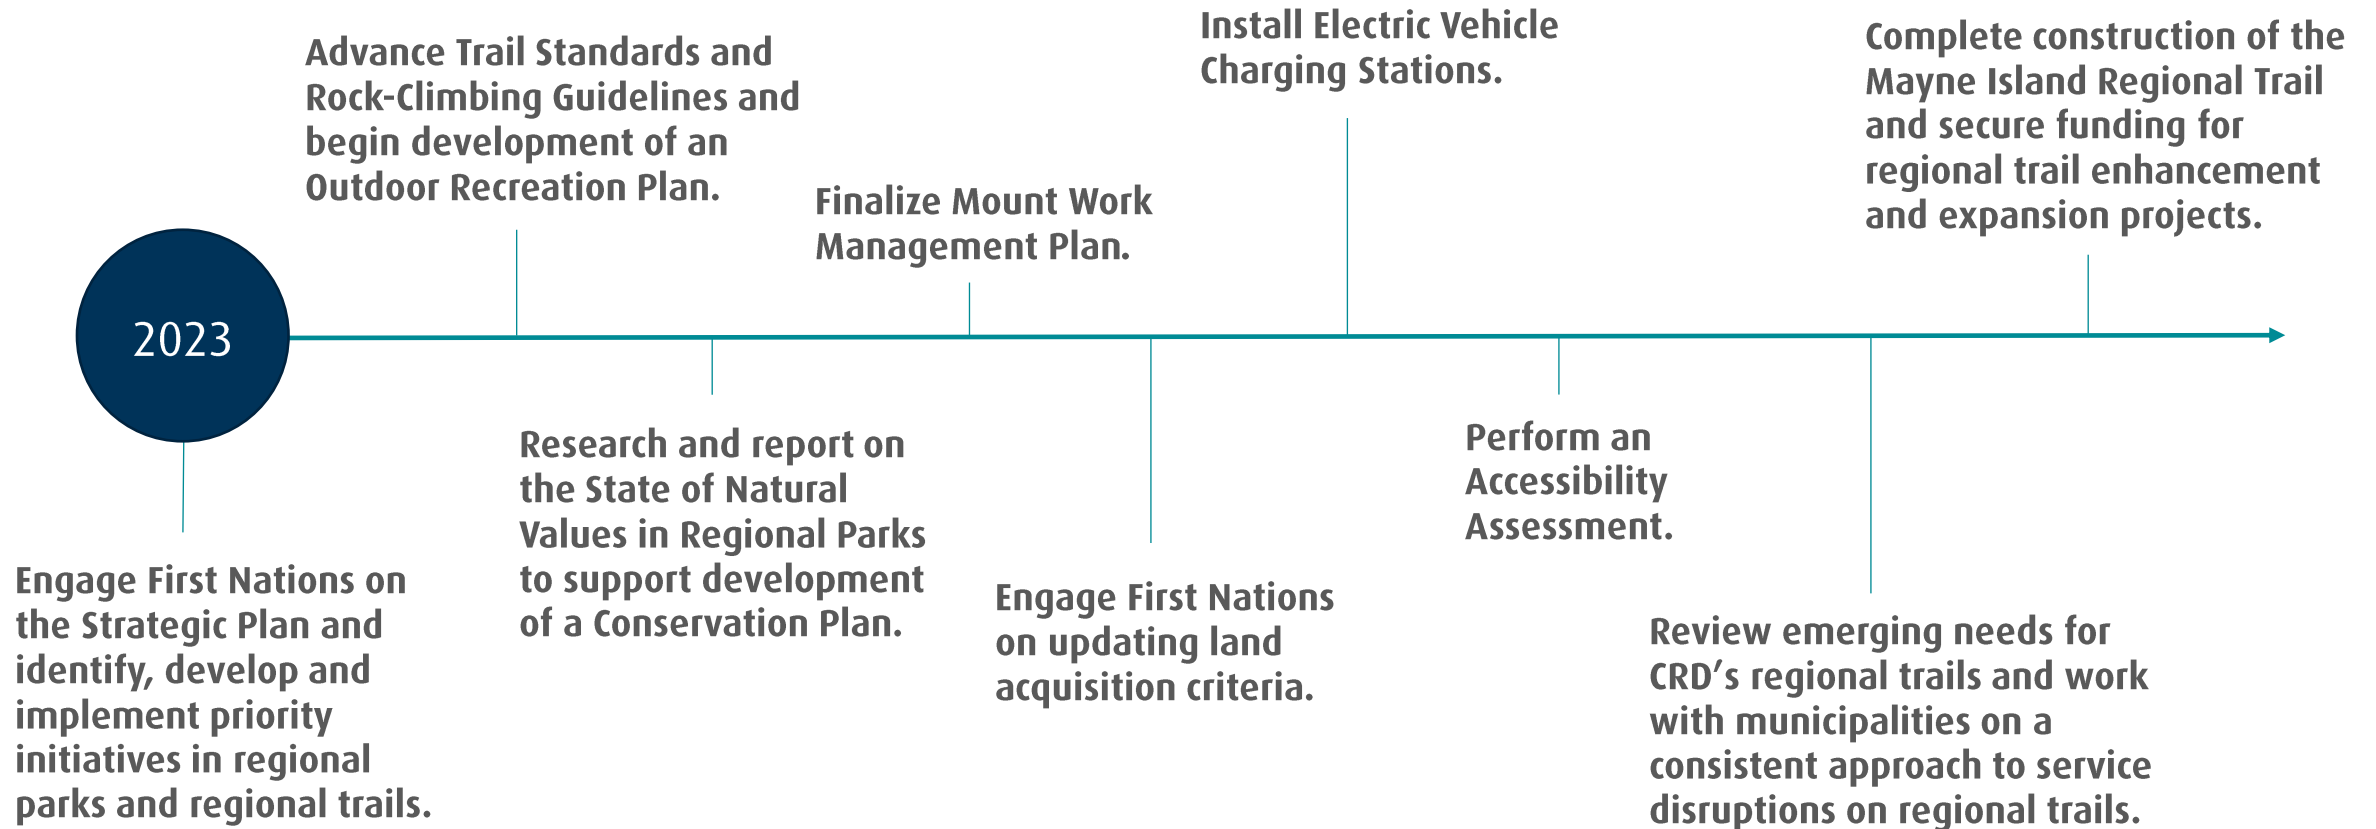 2023
Engage First Nations on
the Strategic Plan and
identify, develop and
implement priority
initiatives in regional
parks and regional trails.
Advance Trail Standards and
Rock-Climbing Guidelines and
begin development of an
Outdoor Recreation Plan.
Research and report on
the State of Natural
Values in Regional Parks
to support development
of a Conservation Plan.
Finalize Mount Work
Management Plan.
Engage First Nations
on updating land
acquisition criteria.
Install Electric Vehicle
Charging Stations.
Perform an
Accessibility
Assessment.
Review emerging needs for
CRD’s regional trails and work
with municipalities on a
consistent approach to service
disruptions on regional trails.
Complete construction of the
Mayne Island Regional Trail
and secure funding for
regional trail enhancement
and expansion projects.